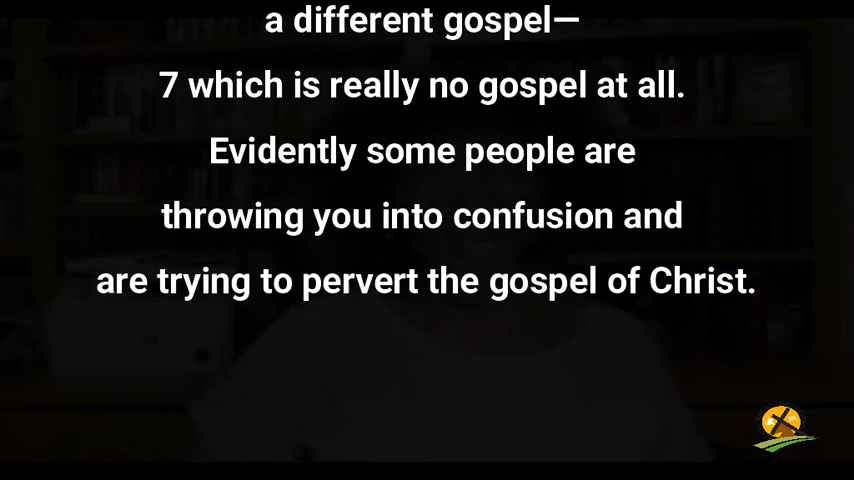 a different gospel—
7 which is really no gospel at all.
Evidently some people are
throwing you into confusion and
are trying to pervert the gospel of Christ.